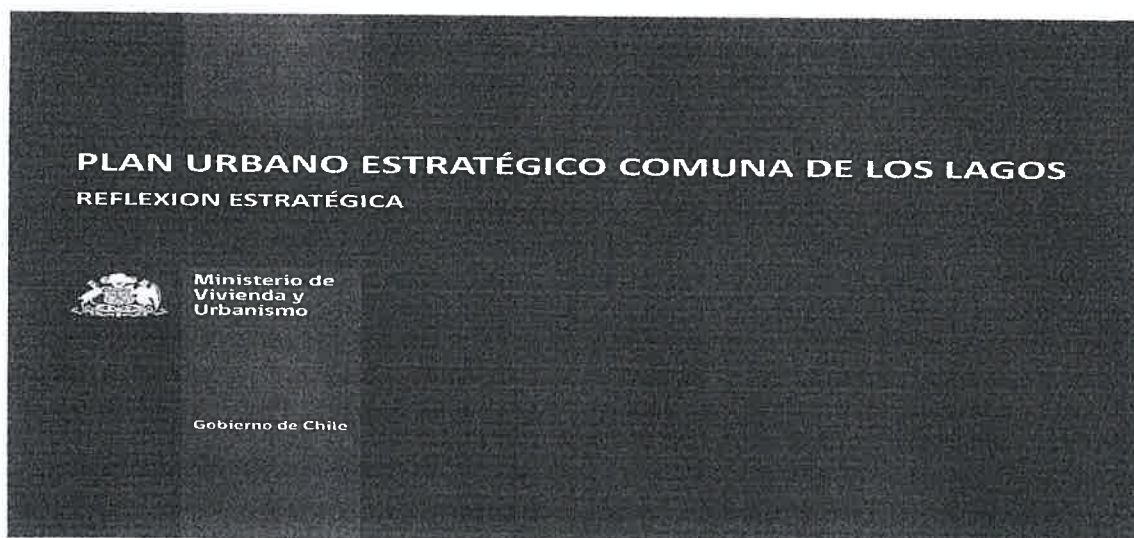 PLAN URBANO ESTRATÉGICO COMUNA DE LOS LAGOS
REFLEXION ESTRATÉGICA
Ministerio de
Vivienda y
Urbanismo
Gobierno de Chile